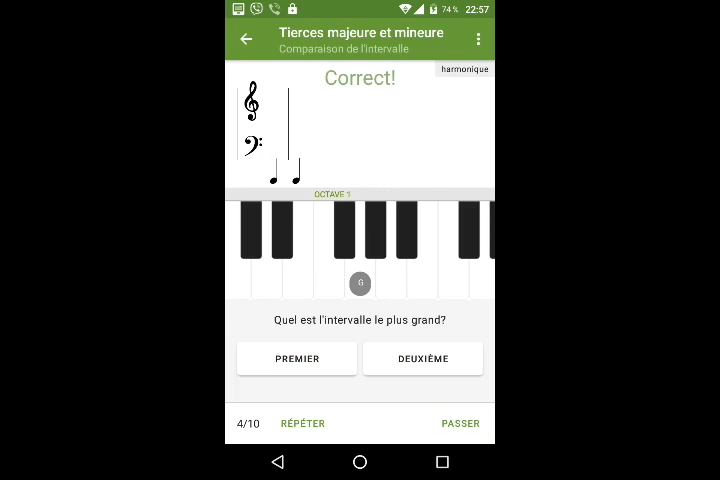 74 % 22:57
Tierces majeure et mineure
Comparaison de l'intervalle
harmonique
Correct!
OCTAVE 1
G
Quel est l'intervalle le plus grand?
PREMIER DEUXIÈME
4/10 RÉPÉTER PASSER